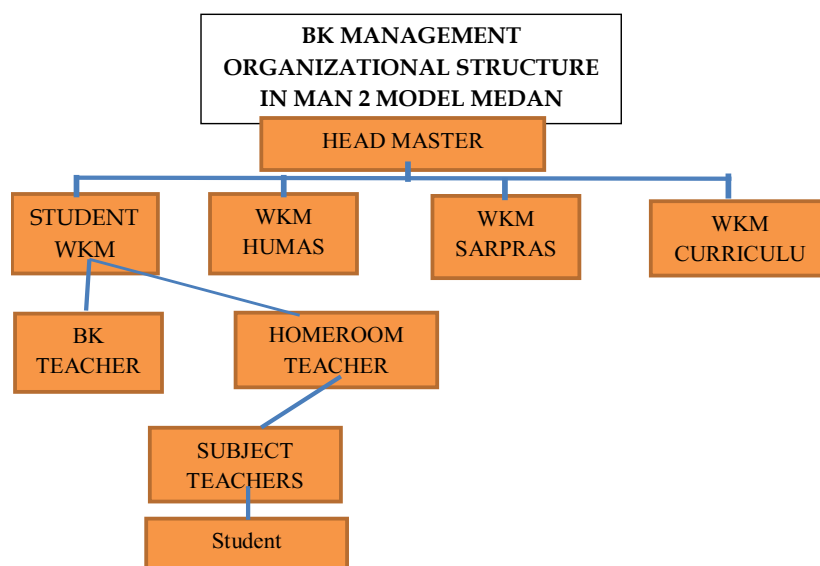 BK MANAGEMENT
ORGANIZATIONAL STRUCTURE
IN MAN 2 MODEL MEDAN
HEAD MASTER
STUDENT
WKM
WKM
HUMAS
WKM
SARPRAS
WKM
CURRICULU
BK
TEACHER
HOMEROOM
TEACHER
SUBJECT
TEACHERS
Student